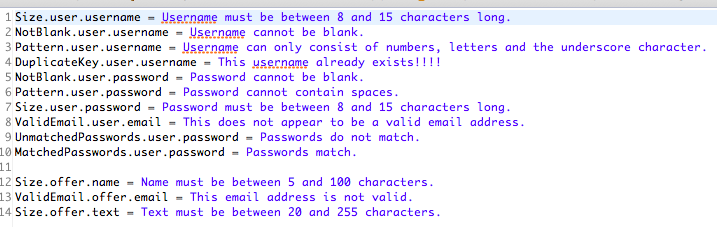 1 Size.user.username = Username must be between 8 and 15 characters long.
2 NotBlank.user.username = Username cannot be blank.
3 Pattern.user.username = Username can only consist of numbers, letters and the underscore character.
4 DuplicateKey.user.username = This username already exists!!!!
5 NotBlank.user.password = Password cannot be blank.
6 Pattern.user.password = Password cannot contain spaces.
7 Size.user.password = Password must be between 8 and 15 characters long.
8 ValidEmail.user.email = This does not appear to be a valid email address.
9 UnmatchedPasswords.user.password = Passwords do not match.
10 MatchedPasswords.user.password = Passwords match.
11
12 Size.offer.name = Name must be between 5 and 100 characters.
13 ValidEmail.offer.email = This email address is not valid.
14 Size.offer.text = Text must be between 20 and 255 characters.